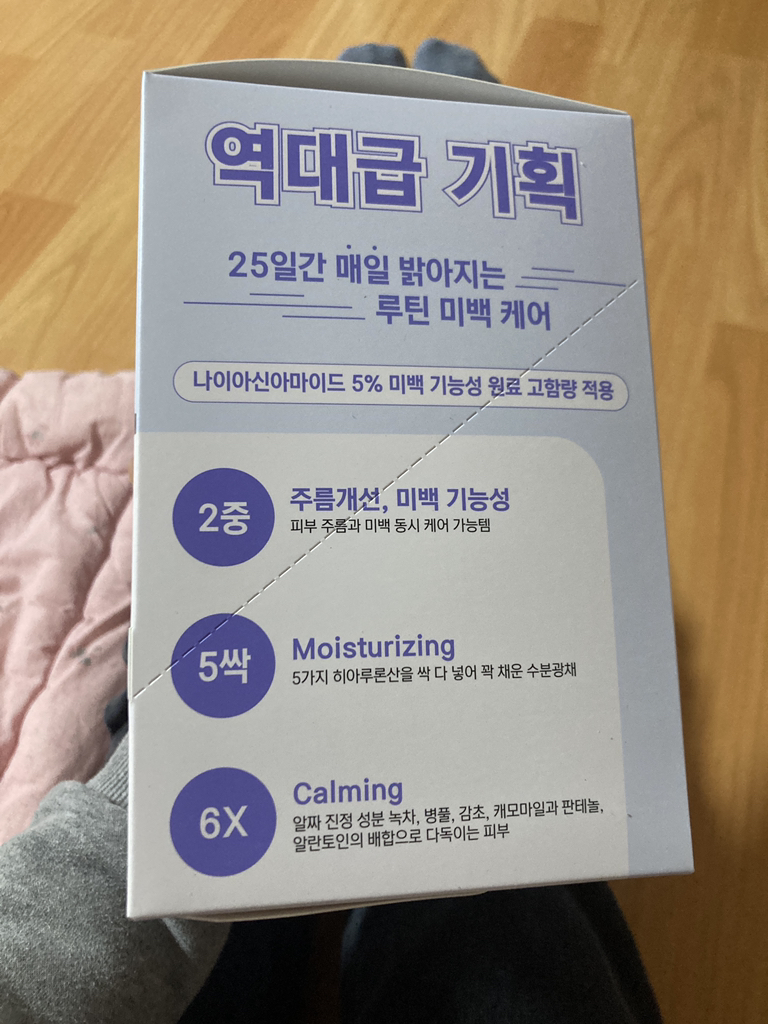 역대급 기획
25일간 매일 밝아지는
루틴 미백 케어
나이아신아마이드 5% 미백 기능성 원료 고함량 적용
2중
주름개선, 미백 기능성
피부 주름과 미백 동시 케어 가능템
5싹
Moisturizing
5가지 히아루론산을 싹 다 넣어 꽉 채운 수분광채
6X
Calming
알짜 진정 성분 녹차, 병풀, 감초, 캐모마일과 판테놀,
알란토인의 배합으로 다독이는 피부